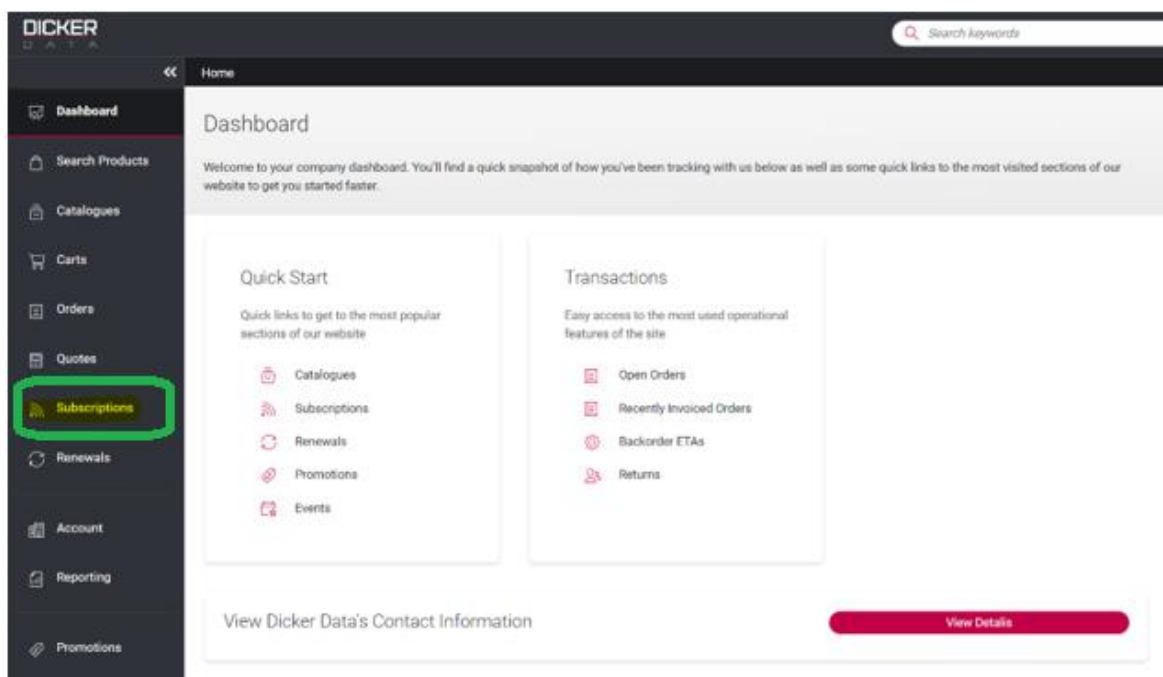 DICKER
DATA
Search keywords
Home
Dashboard
Search Products
Catalogues
Carts
Orders
Quotes
Subscriptions
Renewals
Account
Reporting
Promotions
Dashboard
Welcome to your company dashboard. You'll find a quick snapshot of how you've been tracking with us below as well as some quick links to the most visited sections of our
website to get you started faster.
Quick Start
Quick links to get to the most popular
sections of our website
Catalogues
Subscriptions
Renewals
Promotions
Events
Transactions
Easy access to the most used operational
features of the site
Open Orders
Recently Invoiced Orders
Backorder ETAs
Returns
View Dicker Data's Contact Information
View Details